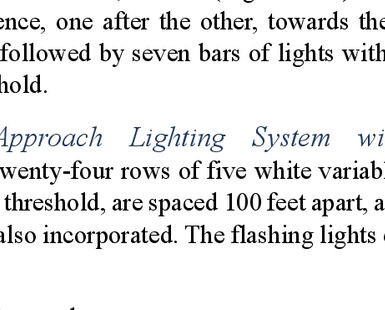 ence, one after the other, towards the
followed by seven bars of lights with
hold.
Approach Lighting System wi
wenty-four rows of five white variabl
threshold, are spaced 100 feet apart, a
also incorporated. The flashing lights